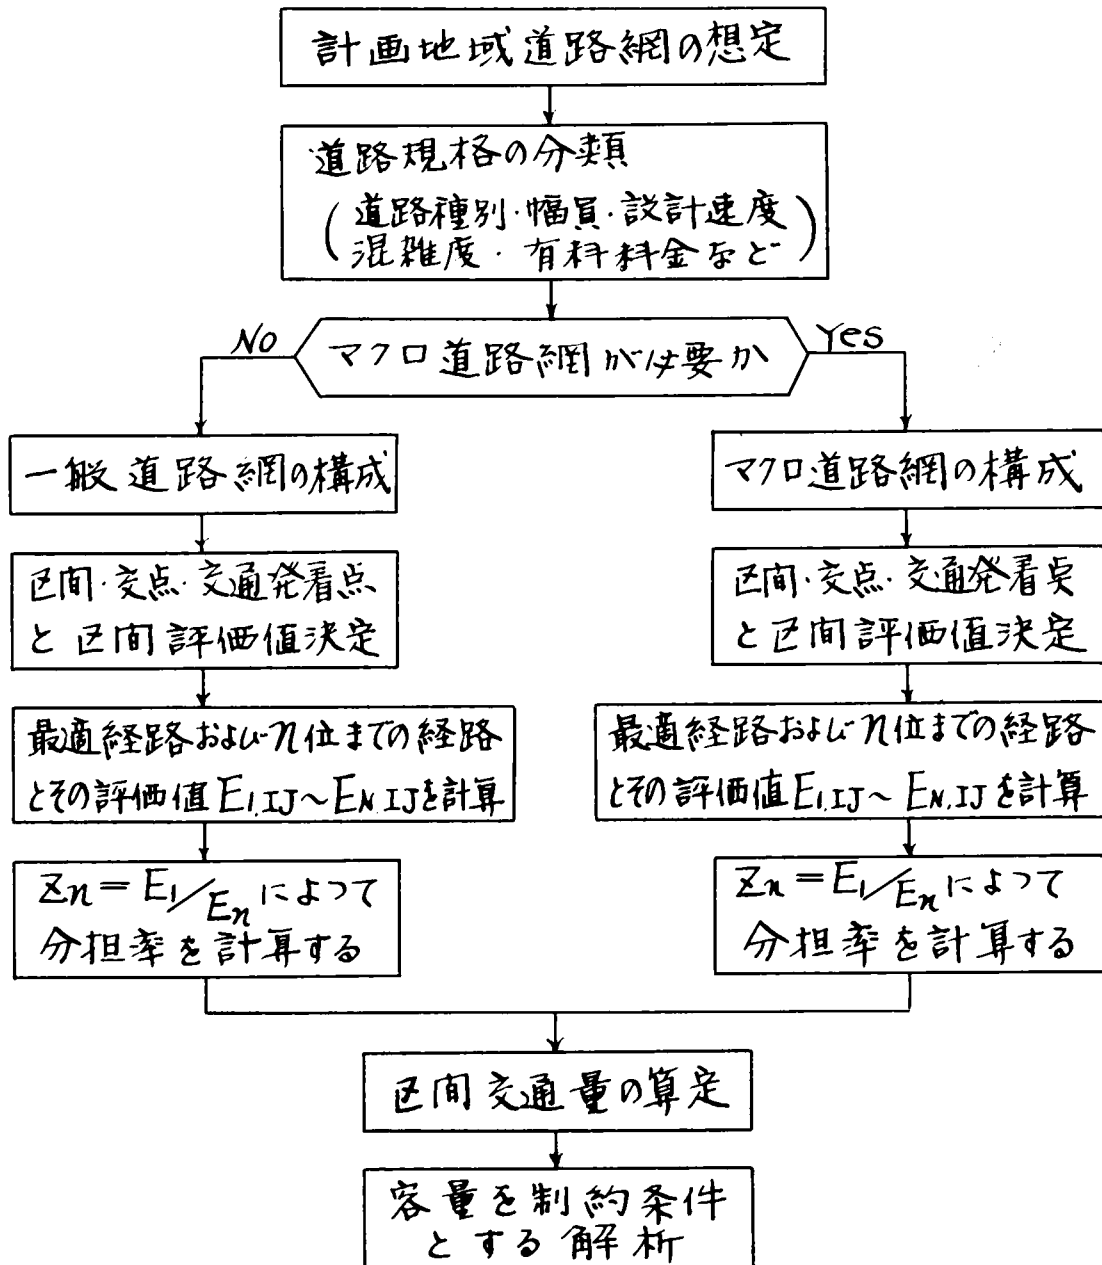 計画地域道路網の想定
道路規格の分類
(道路種別・幅員・設計速度
混雑度・有料料金など)
No
マクロ道路網が必要か
Yes
一般道路網の構成
区間・交点・交通発着点
と区間評価値決定
最適経路およびn位までの経路
とその評価値E1,IJ～EN,IJを計算
Zn=E1/Enによって
分担率を計算する
マクロ道路網の構成
区間・交点・交通発着点
と区間評価値決定
最適経路およびn位までの経路
とその評価値E1,IJ～EN,IJを計算
Zn=E1/Enによって
分担率を計算する
区間交通量の算定
容量を制約条件
とする解析